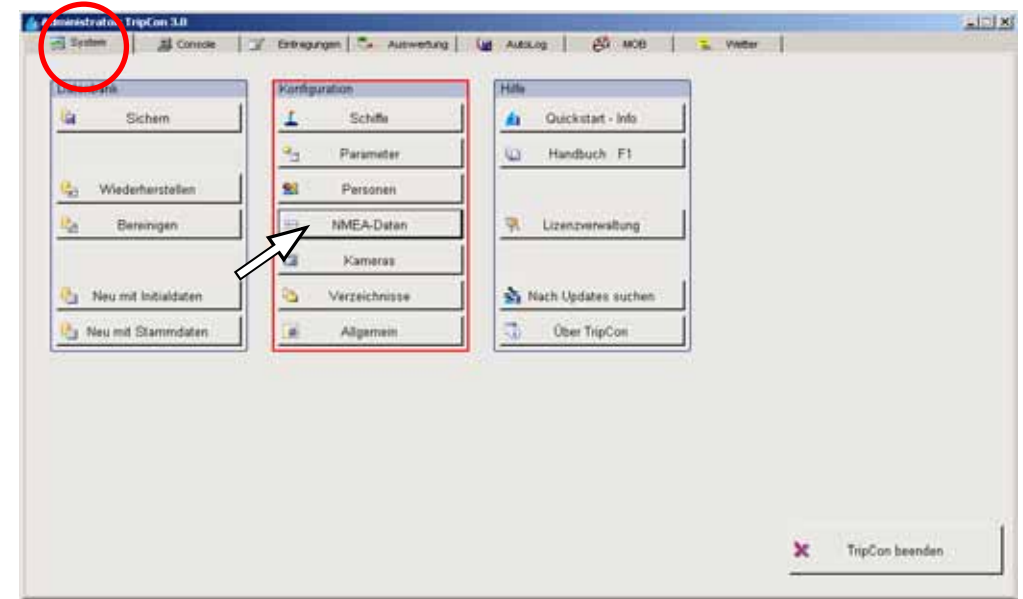 Administrator TripCon 3.0
System Console Eintragungen Auswertung AutoLog MOB Wetter
Datenbank
Sichern
Wiederherstellen
Bereinigen
Neu mit Initialdaten
Neu mit Stammdaten
Konfiguration
Schiffe
Parameter
Personen
NMEA-Daten
Kameras
Verzeichnisse
Allgemein
Hilfe
Quickstart - Info
Handbuch F1
Lizenzverwaltung
Nach Updates suchen
Über TripCon
TripCon beenden